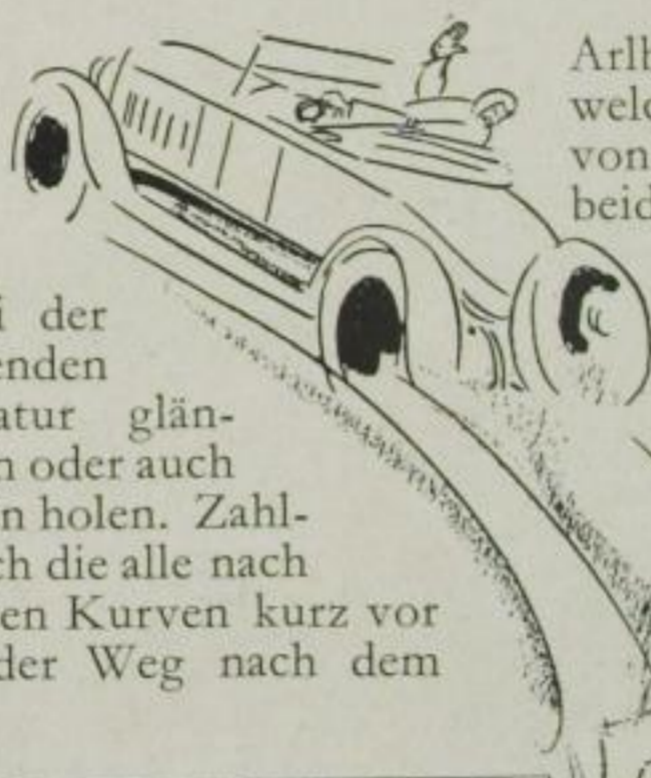 i der
enden
atur glän-
n oder auch
n holen. Zahl-
ch die alle nach
en Kurven kurz vor
der Weg nach dem
Arlb
welc
von
beid